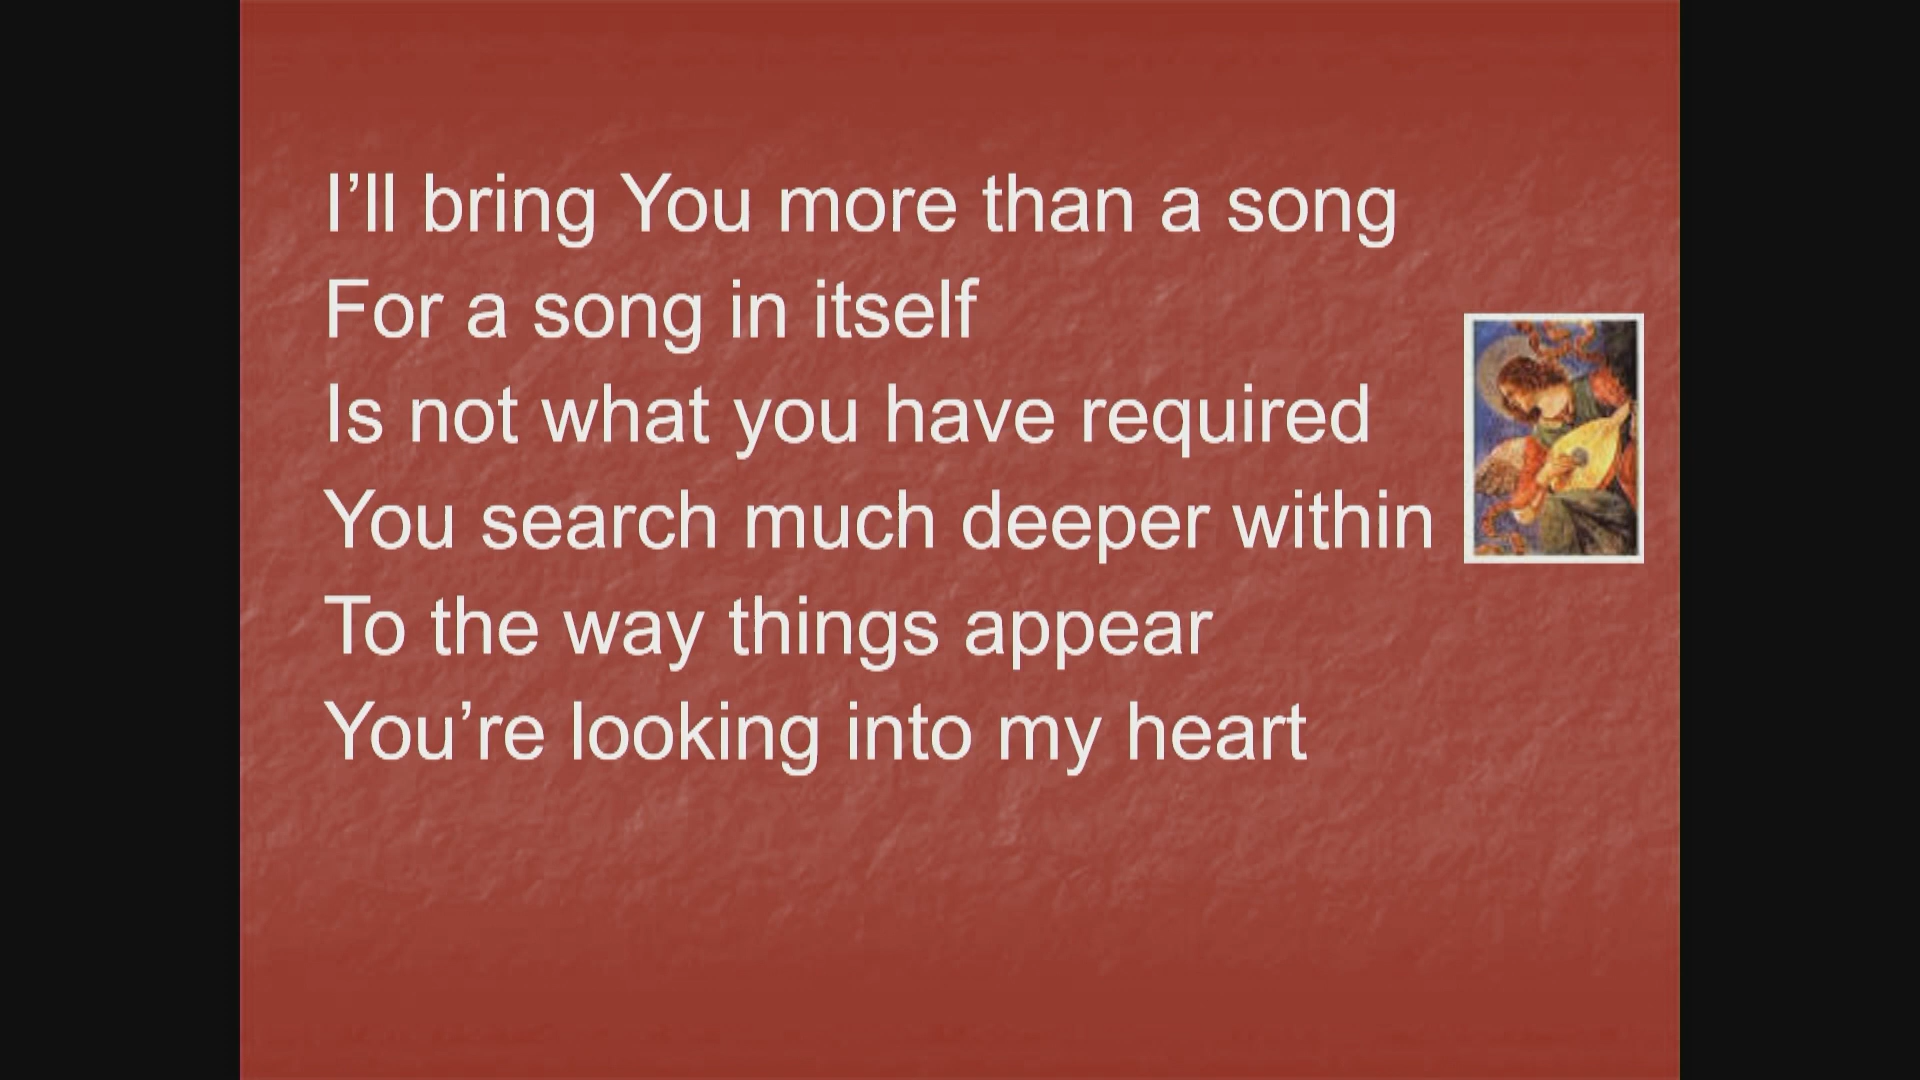 I’ll bring You more than a song
For a song in itself
Is not what you have required
You search much deeper within
To the way things appear
You’re looking into my heart